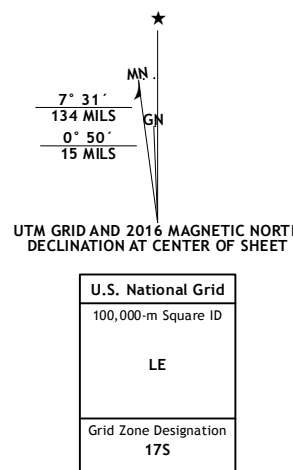 ★
MN
7° 31´
134 MILS
GN
0° 50´
15 MILS
UTM GRID AND 2016 MAGNETIC NORTH
DECLINATION AT CENTER OF SHEET
U.S. National Grid
100,000-m Square ID
LE
Grid Zone Designation
17S